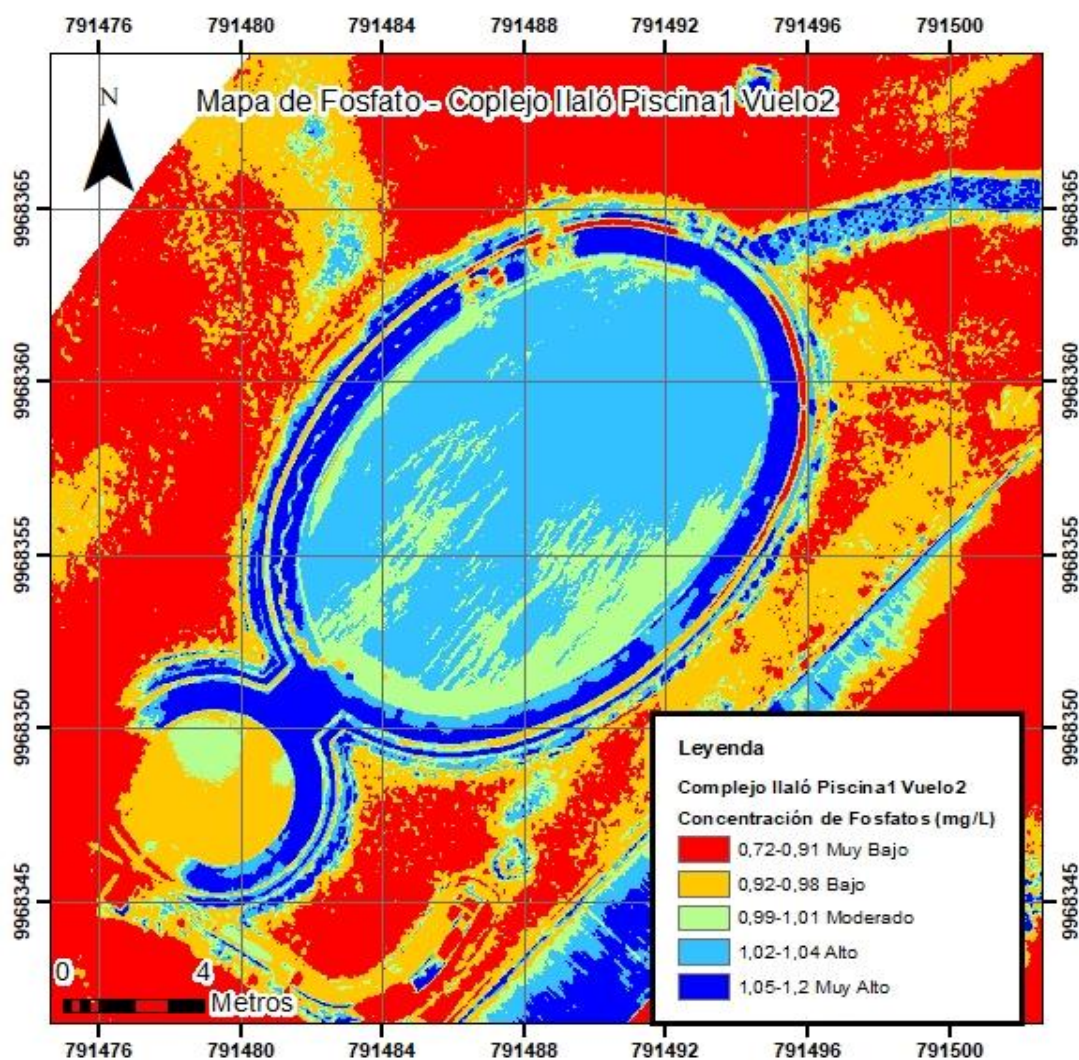 791476 791480 791484 791488 791492 791496 791500
N
Mapa de Fosfato - Coplejo Ilaló Piscina1 Vuelo2
9968365 9968365
9968360 9968360
9968355 9968355
9968350 9968350
9968345 9968345
Leyenda
Complejo Ilaló Piscina1 Vuelo2
Concentración de Fosfatos (mg/L)
0,72-0,91 Muy Bajo
0,92-0,98 Bajo
0,99-1,01 Moderado
1,02-1,04 Alto
1,05-1,2 Muy Alto
0 4
Metros
791476 791480 791484 791488 791492 791496 791500